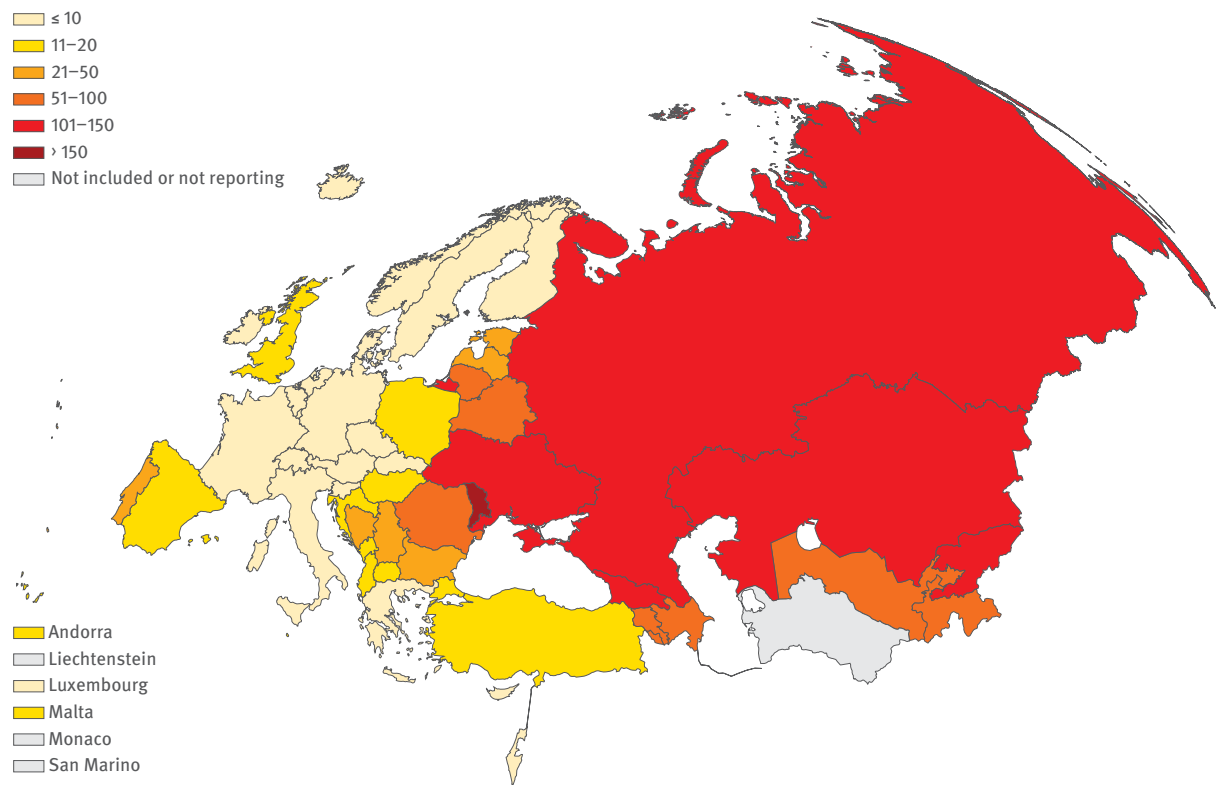 ≤ 10
11–20
21–50
51–100
101–150
› 150
Not included or not reporting
Andorra
Liechtenstein
Luxembourg
Malta
Monaco
San Marino